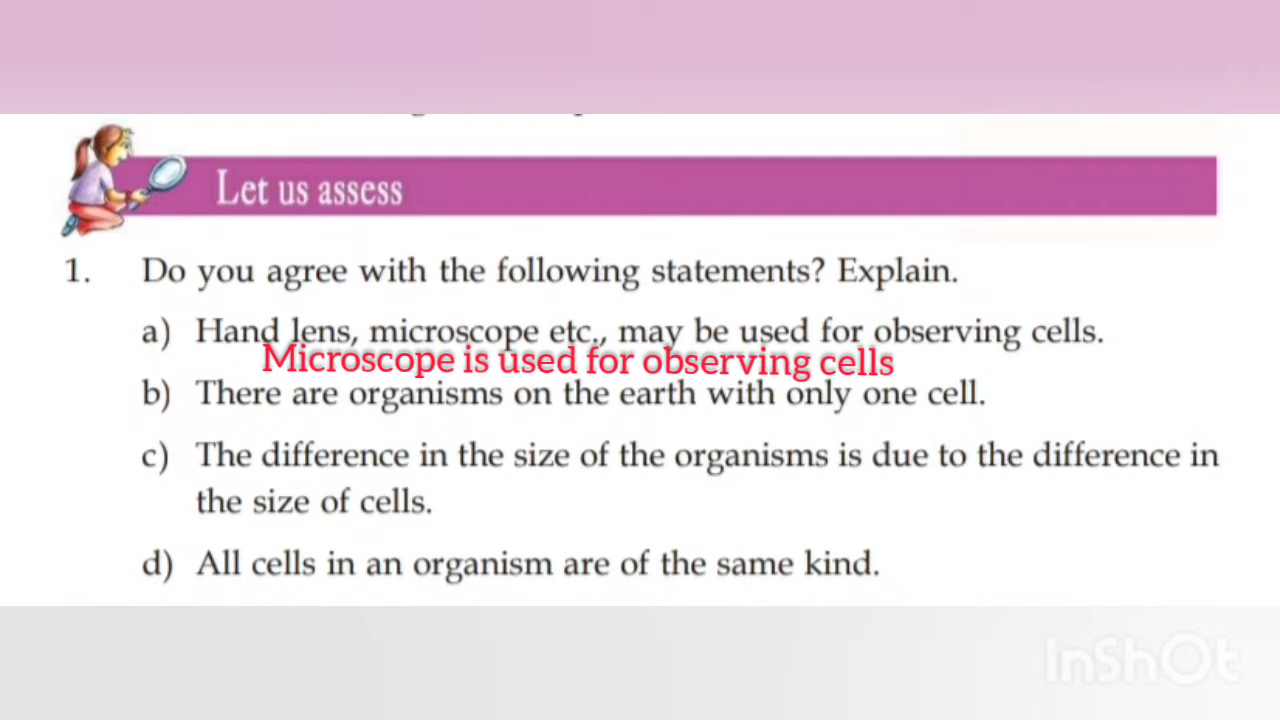 Let us assess
1. Do you agree with the following statements? Explain.
a) Hand lens, microscope etc., may be used for observing cells.
Microscope is used for observing cells
b) There are organisms on the earth with only one cell.
c) The difference in the size of the organisms is due to the difference in
the size of cells.
d) All cells in an organism are of the same kind.
InShOt